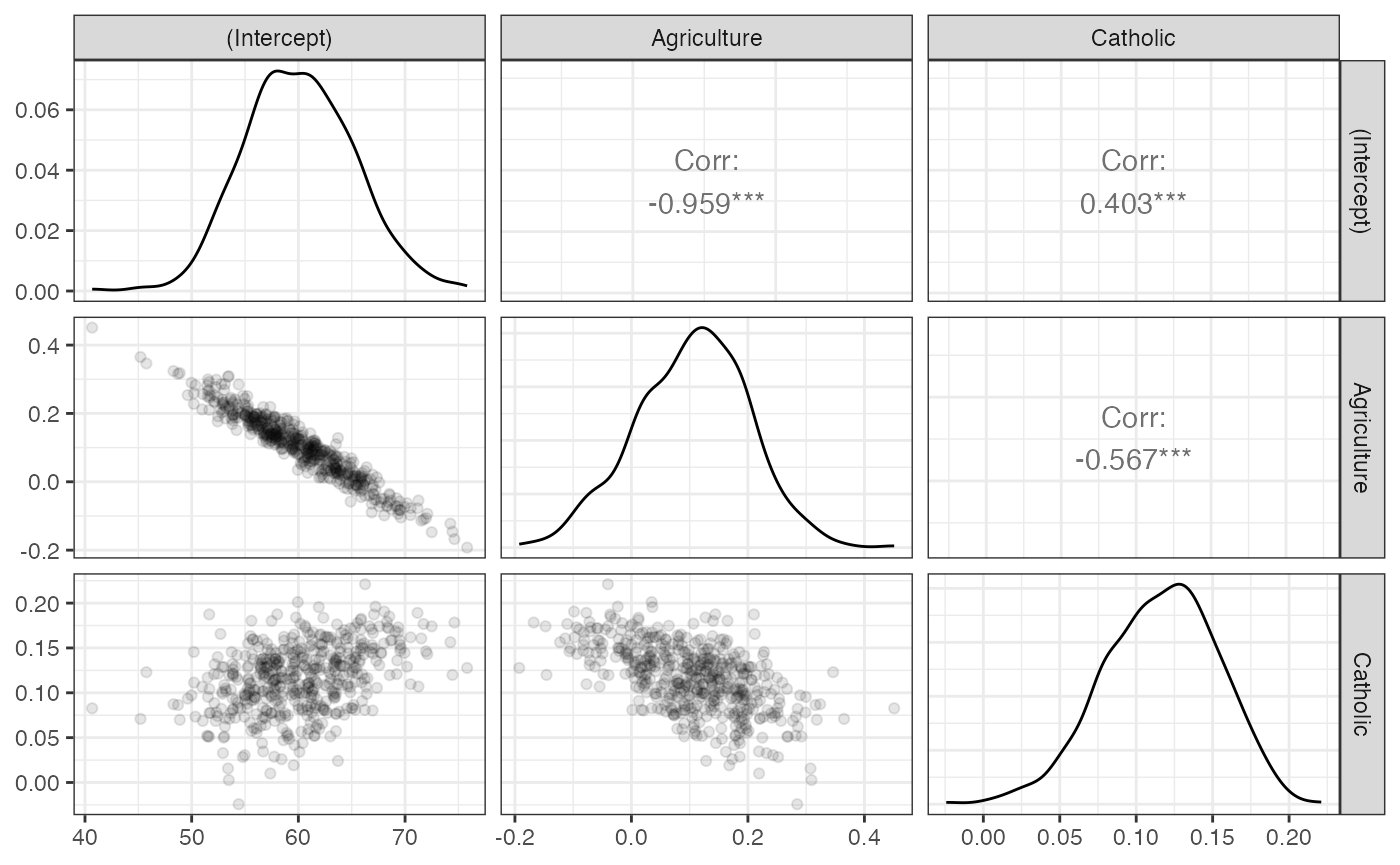 (Intercept)
Agriculture
Catholic
0.06
0.04
0.02
0.00
Corr:
-0.959***
Corr:
0.403***
(Intercept)
0.4
0.2
0.0
-0.2
Corr:
-0.567***
Agriculture
0.20
0.15
0.10
0.05
0.00
Catholic
40 50 60 70
-0.2 0.0 0.2 0.4
0.00 0.05 0.10 0.15 0.20